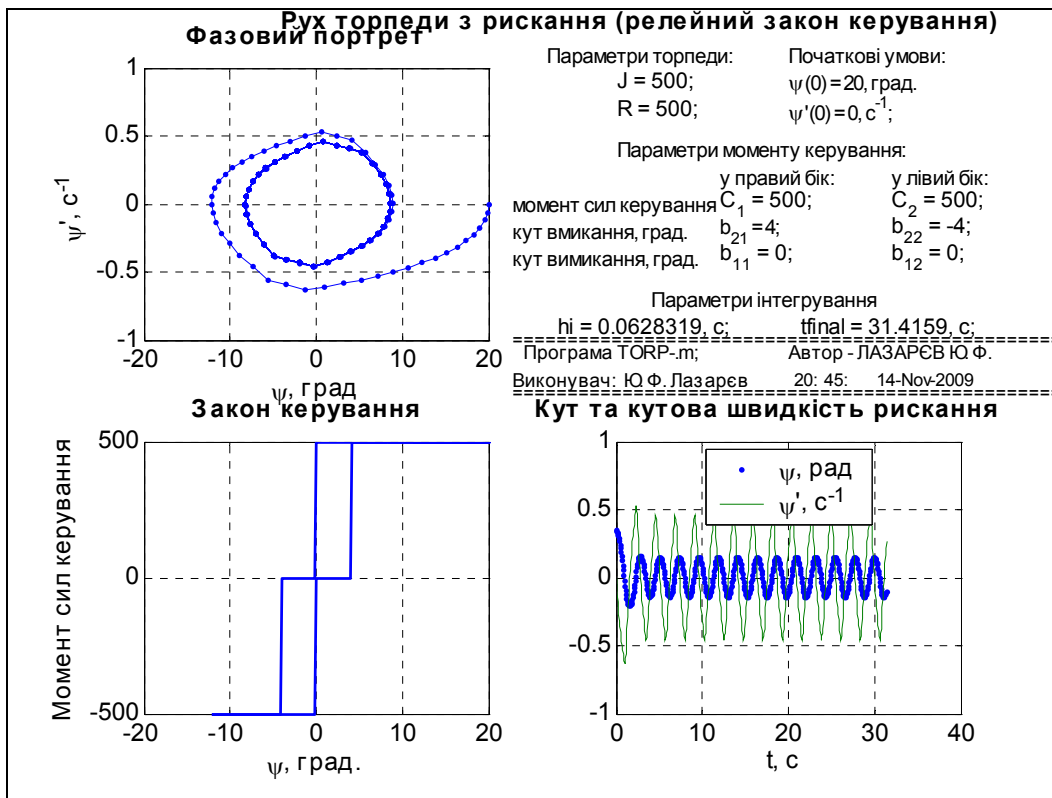 Рух торпеди з рискання (релейний закон керування)
Фазовий портрет
1
0.5
0
-0.5
-1
ψ', с-1
-20
-10
0
10
20
ψ, град
Параметри торпеди:
J = 500;
R = 500;
Початкові умови:
ψ(0) = 20, град.
ψ'(0) = 0, с-1;
Параметри моменту керування:
у правий бік:
у лівий бік:
момент сил керування C1 = 500; C2 = 500;
кут вмикання, град. b21 = 4; b22 = -4;
кут вимикання, град. b11 = 0; b12 = 0;
Параметри інтегрування
hi = 0.0628319, с; tfinal = 31.4159, с;
==================================================
Програма TORP-.m; Автор - ЛАЗАРЄВ Ю.Ф.
Виконувач: Ю.Ф. Лазарєв 20: 45: 14-Nov-2009
==================================================
Закон керування
500
0
-500
Момент сил керування
-20
-10
0
10
20
ψ, град.
Кут та кутова швидкість рискання
1
0.5
0
-0.5
-1
ψ, рад
ψ', с-1
0
10
20
30
40
t, с